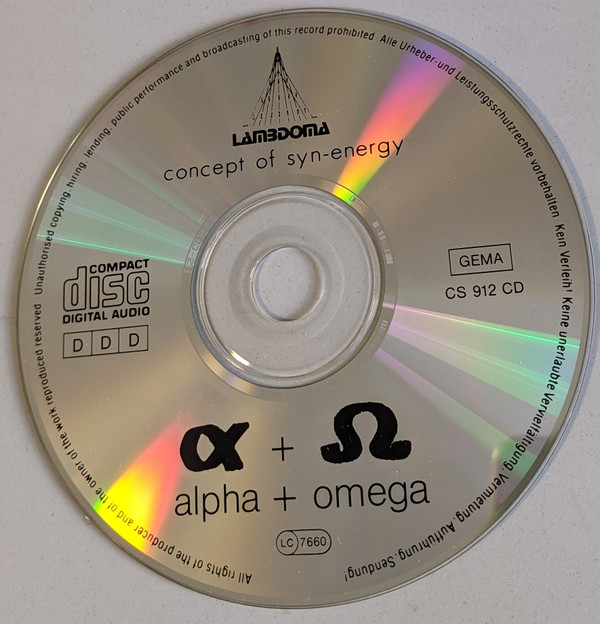 All rights of the producer and of the owner of the work reproduced reserved Unauthorised copying, hiring, lending, public performance and broadcasting of this record prohibited Alle Urheber-und Leistungsschutzrechte vorbehalten Kein Verleih! Keine unerlaubte Vervielfältigung, Vermietung, Aufführung, Sendung!
LAMBDOMA
concept of syn-energy
GEMA
CS 912 CD
COMPACT
disc
DIGITAL AUDIO
D D D
α + Ω
alpha + omega
LC 7660